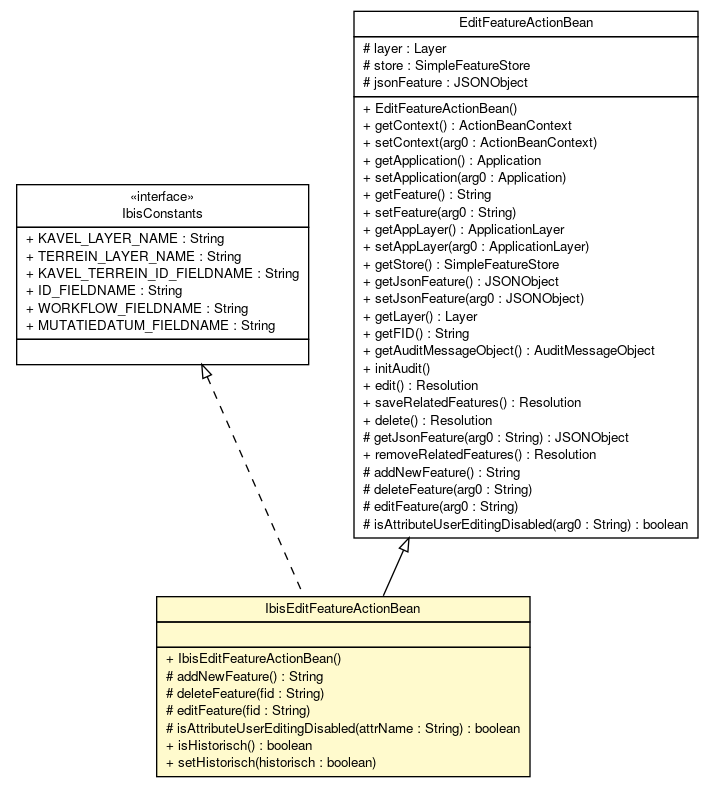 EditFeatureActionBean
# layer : Layer
# store : SimpleFeatureStore
# jsonFeature : JSONObject
+ EditFeatureActionBean()
+ getContext() : ActionBeanContext
+ setContext(arg0 : ActionBeanContext)
+ getApplication() : Application
+ setApplication(arg0 : Application)
+ getFeature() : String
+ setFeature(arg0 : String)
+ getAppLayer() : ApplicationLayer
+ setAppLayer(arg0 : ApplicationLayer)
+ getStore() : SimpleFeatureStore
+ getJsonFeature() : JSONObject
+ setJsonFeature(arg0 : JSONObject)
+ getLayer() : Layer
+ getFID() : String
+ getAuditMessageObject() : AuditMessageObject
+ initAudit()
+ edit() : Resolution
+ saveRelatedFeatures() : Resolution
+ delete() : Resolution
# getJsonFeature(arg0 : String) : JSONObject
+ removeRelatedFeatures() : Resolution
# addNewFeature() : String
# deleteFeature(arg0 : String)
# editFeature(arg0 : String)
# isAttributeUserEditingDisabled(arg0 : String) : boolean
«interface»
IbisConstants
+ KAVEL_LAYER_NAME : String
+ TERREIN_LAYER_NAME : String
+ KAVEL_TERREIN_ID_FIELDNAME : String
+ ID_FIELDNAME : String
+ WORKFLOW_FIELDNAME : String
+ MUTATIEDATUM_FIELDNAME : String
IbisEditFeatureActionBean
+ IbisEditFeatureActionBean()
# addNewFeature() : String
# deleteFeature(fid : String)
# editFeature(fid : String)
# isAttributeUserEditingDisabled(attrName : String) : boolean
+ isHistorisch() : boolean
+ setHistorisch(historisch : boolean)